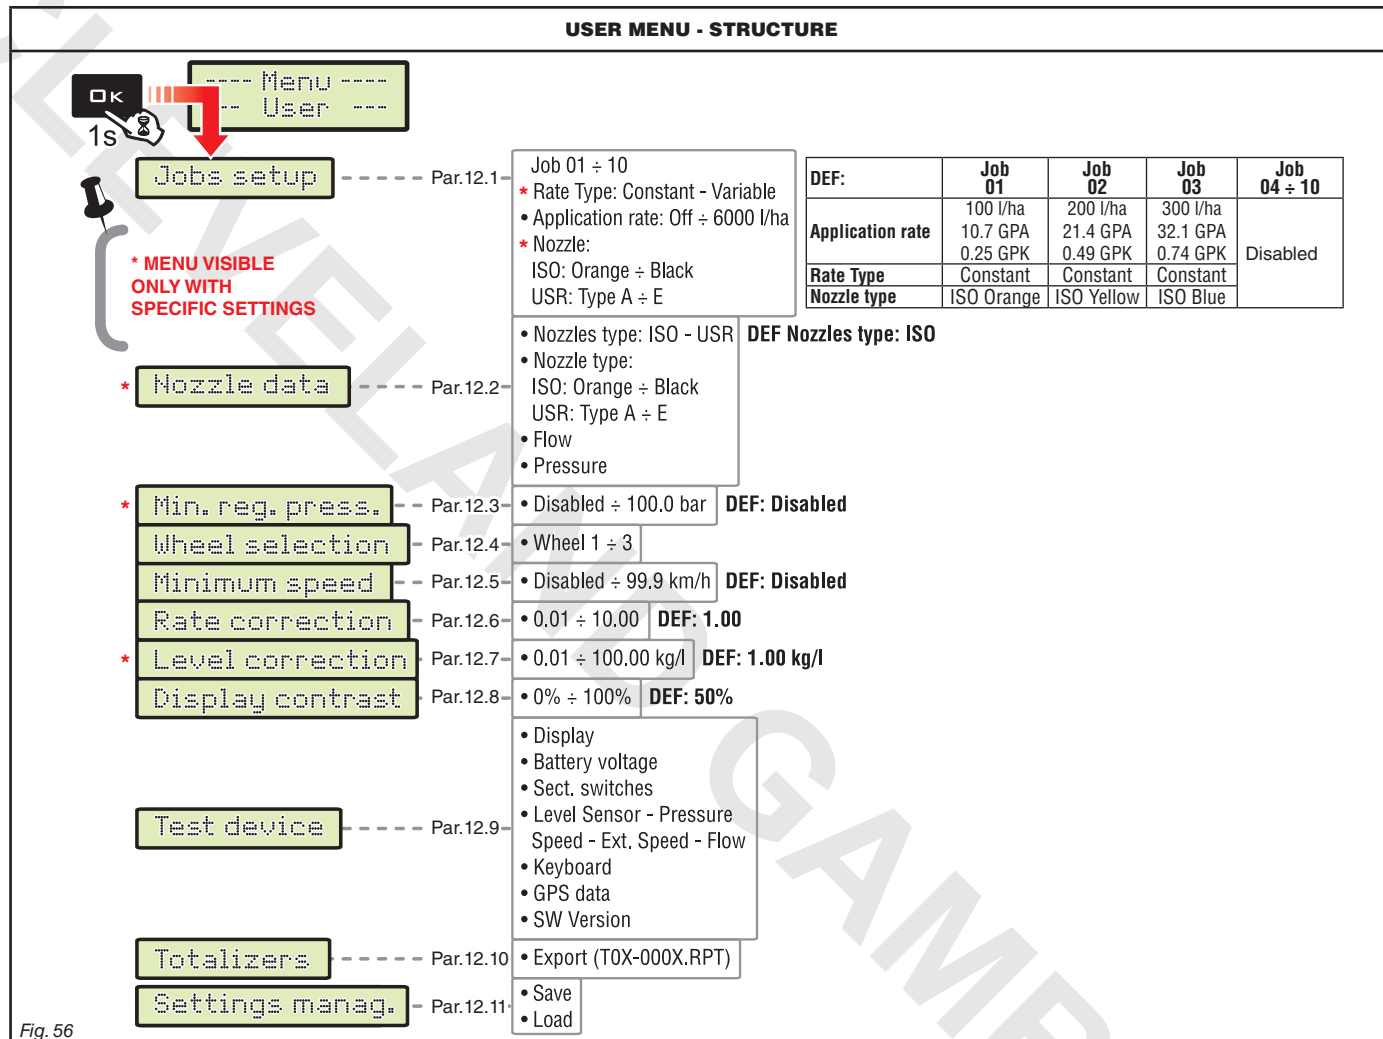 USER MENU - STRUCTURE
---- Menu ----
-- User ---
OK
1s
Jobs setup
Par.12.1
Job 01 ÷ 10
* Rate Type: Constant - Variable
• Application rate: Off ÷ 6000 l/ha
* Nozzle:
ISO: Orange ÷ Black
USR: Type A ÷ E
DEF: Job 01 Job 02 Job 03 Job 04 ÷ 10
Application rate 100 l/ha 200 l/ha 300 l/ha Disabled
10.7 GPA 21.4 GPA 32.1 GPA
0.25 GPK 0.49 GPK 0.74 GPK
Rate Type Constant Constant Constant
Nozzle type ISO Orange ISO Yellow ISO Blue
* MENU VISIBLE
ONLY WITH
SPECIFIC SETTINGS
* Nozzle data
Par.12.2
• Nozzles type: ISO - USR DEF Nozzles type: ISO
• Nozzle type:
ISO: Orange ÷ Black
USR: Type A ÷ E
• Flow
• Pressure
* Min. reg. press. Par.12.3 • Disabled ÷ 100.0 bar DEF: Disabled
Wheel selection Par.12.4 • Wheel 1 ÷ 3
Minimum speed Par.12.5 • Disabled ÷ 99.9 km/h DEF: Disabled
Rate correction Par.12.6 • 0.01 ÷ 10.00 DEF: 1.00
* Level correction Par.12.7 • 0.01 ÷ 100.00 kg/l DEF: 1.00 kg/l
Display contrast Par.12.8 • 0% ÷ 100% DEF: 50%
Test device Par.12.9
• Display
• Battery voltage
• Sect. switches
• Level Sensor - Pressure
Speed - Ext. Speed - Flow
• Keyboard
• GPS data
• SW Version
Totalizers Par.12.10 • Export (T0X-000X.RPT)
Settings manag. Par.12.11
• Save
• Load
Fig. 56